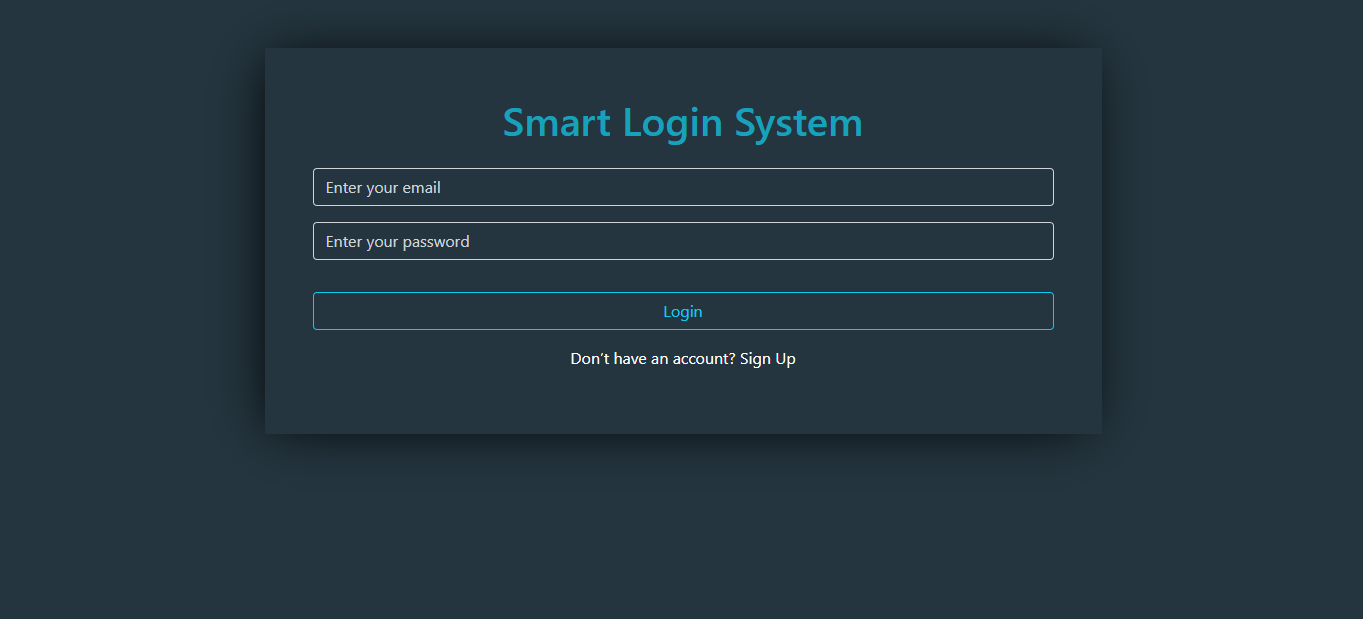 Smart Login System
Enter your email
Enter your password
Login
Don’t have an account? Sign Up